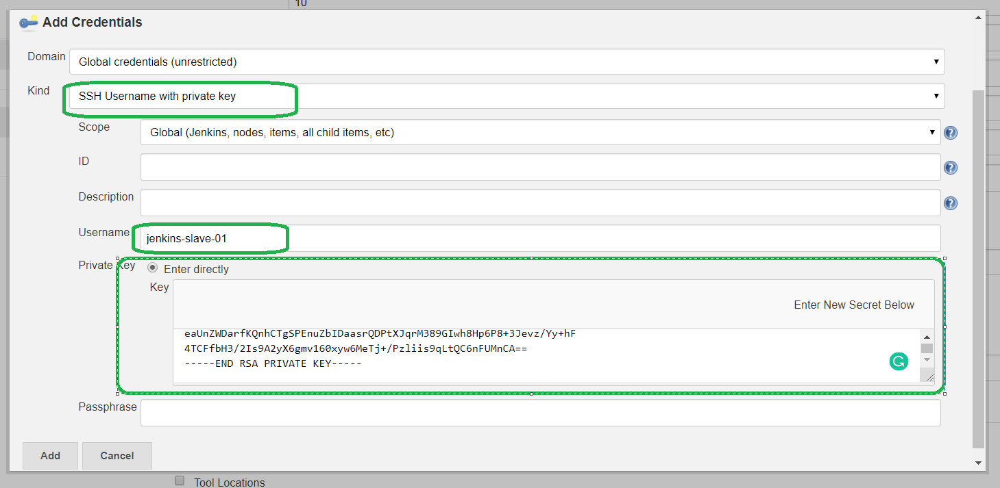 10
Add Credentials
Domain
Global credentials (unrestricted)
Kind
SSH Username with private key
Scope
Global (Jenkins, nodes, items, all child items, etc)
ID
Description
Username
jenkins-slave-01
Private Key
Enter directly
Key
Enter New Secret Below
eaUnZWDarfKQnhCTgSPEnuZbIDaasrQDPtXJqrM389GIwh8Hp6P8+3Jevz/Yy+hF
4TCFfbH3/2Is9A2yX6gmv160xyw6MeTj+/Pzliis9qLtQC6nFUMnCA==
-----END RSA PRIVATE KEY-----
Passphrase
Add
Cancel
Tool Locations